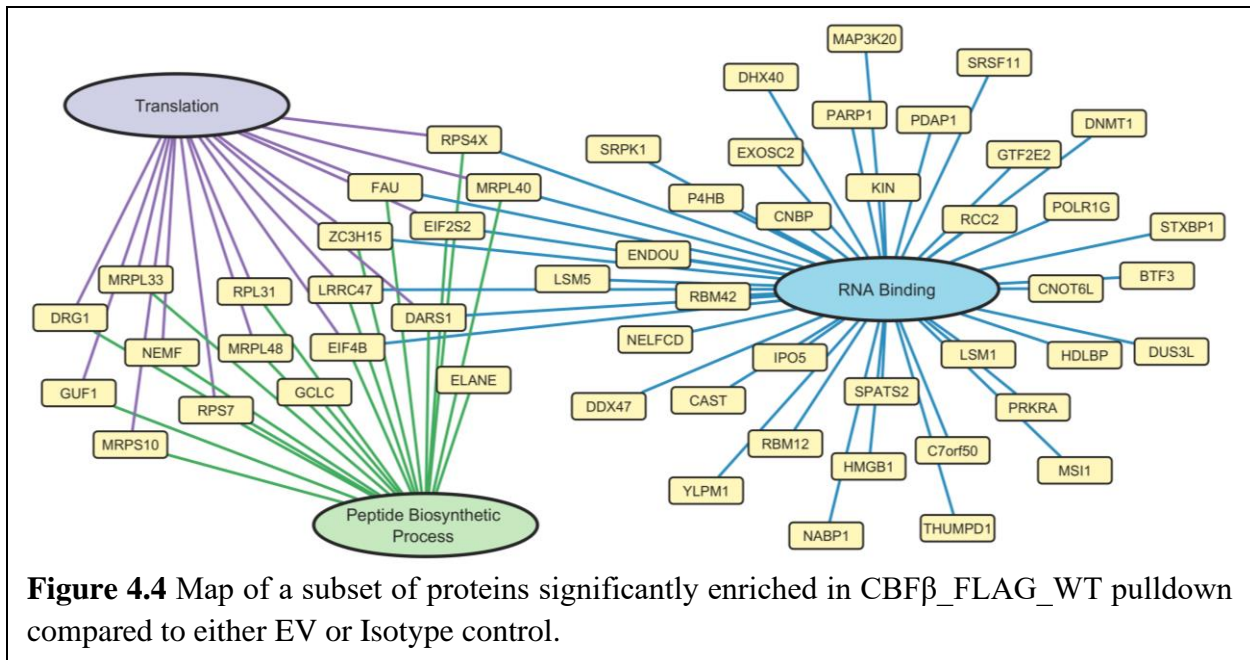 MAP3K20
SRSF11
DHX40
Translation
PARP1
PDAP1
DNMT1
RPS4X
SRPK1
EXOSC2
GTF2E2
FAU
MRPL40
KIN
P4HB
CNBP
RCC2
POLR1G
EIF2S2
STXBP1
ZC3H15
ENDOU
MRPL33
RPL31
LRRC47
LSM5
RBM42
RNA Binding
CNOT6L
BTF3
DRG1
DARS1
NEMF
MRPL48
EIF4B
NELFCD
IPO5
LSM1
HDLBP
DUS3L
GUF1
GCLC
ELANE
SPATS2
RPS7
DDX47
CAST
PRKRA
MRPS10
RBM12
C7orf50
HMGB1
MSI1
YLPM1
Peptide Biosynthetic
Process
NABP1
THUMPD1
Figure 4.4 Map of a subset of proteins significantly enriched in CBFβ_FLAG_WT pulldown
compared to either EV or Isotype control.